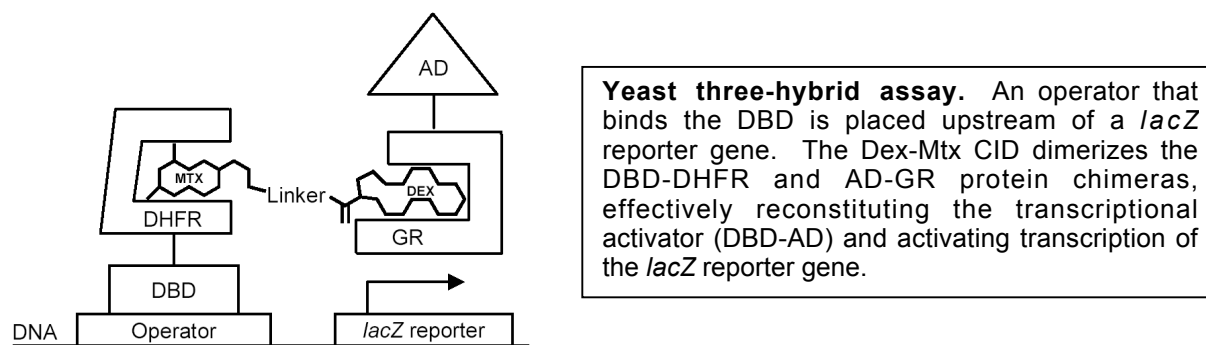 AD
MTX
Linker
DEX
DHFR
GR
DBD
DNA
Operator
lacZ reporter
Yeast three-hybrid assay. An operator that
binds the DBD is placed upstream of a lacZ
reporter gene. The Dex-Mtx CID dimerizes the
DBD-DHFR and AD-GR protein chimeras,
effectively reconstituting the transcriptional
activator (DBD-AD) and activating transcription of
the lacZ reporter gene.